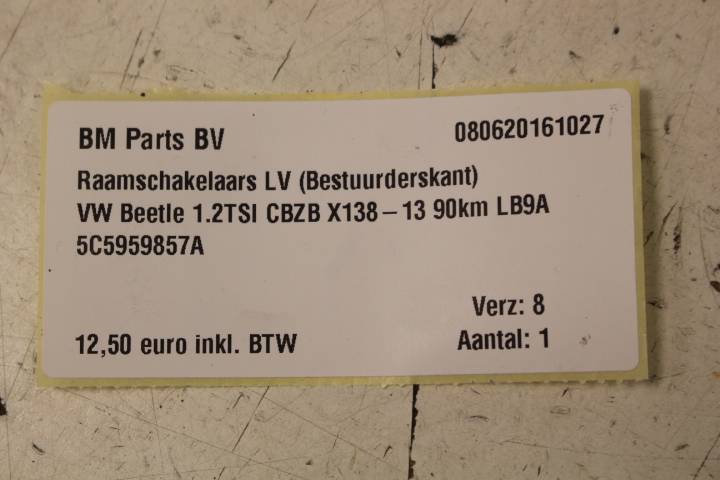 BM Parts BV 080620161027
Raamschakelaars LV (Bestuurderskant)
VW Beetle 1.2TSI CBZB X138-13 90km LB9A
5C5959857A
Verz: 8
12,50 euro inkl. BTW Aantal: 1